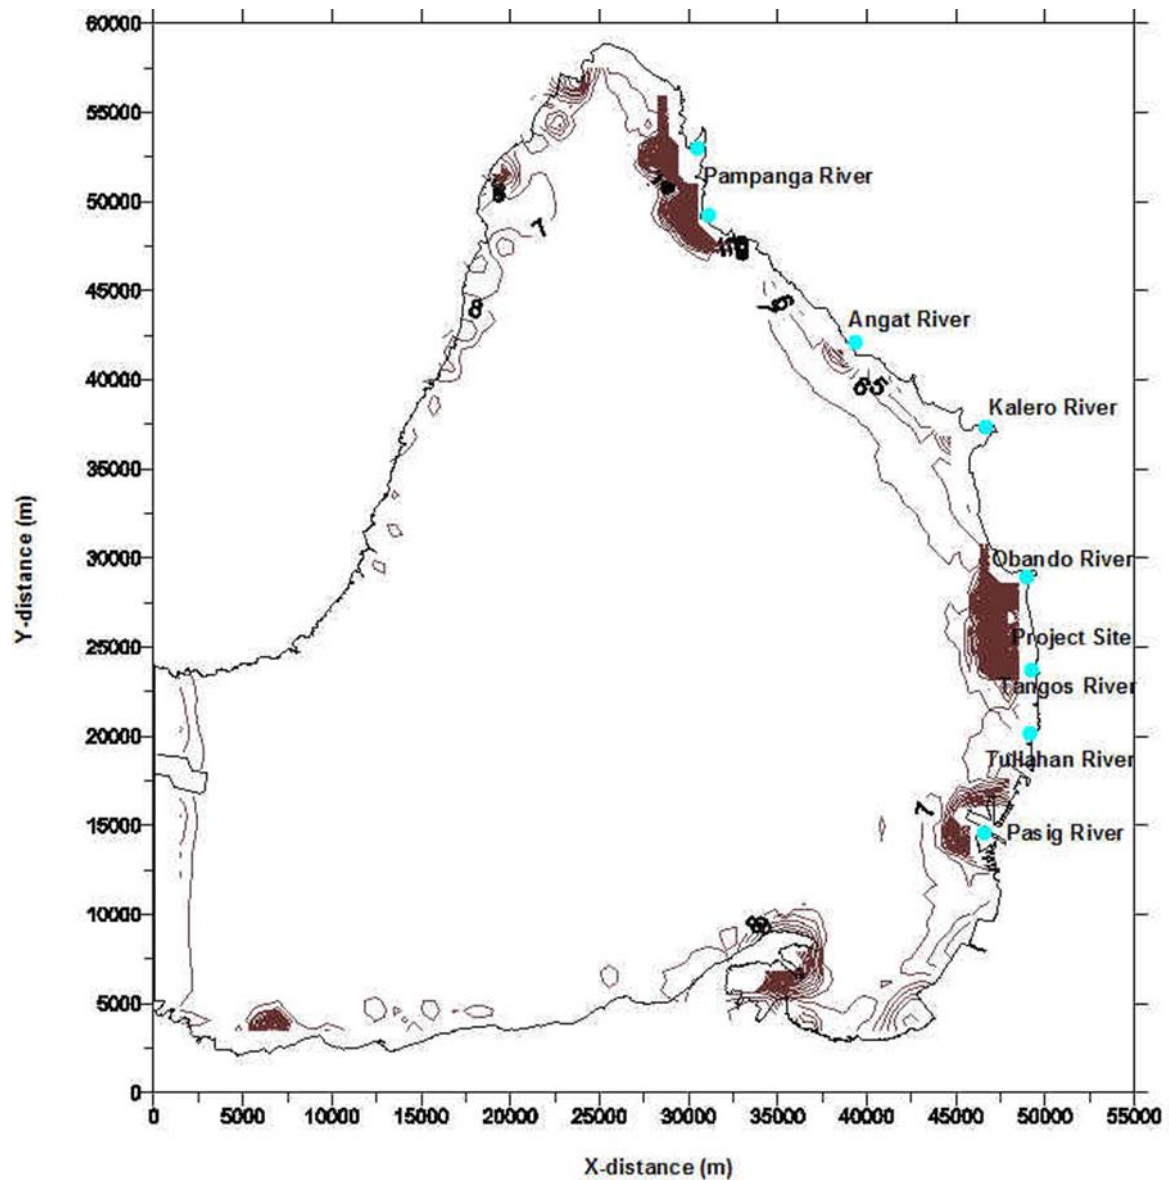 60000
55000
Pampanga River
50000
7
45000
8
Angat River
40000
65
Kalero River
35000
30000
Obando River
Project Site
25000
Tangos River
20000
Tullahan River
7
15000
Pasig River
10000
5000
0
0 5000 10000 15000 20000 25000 30000 35000 40000 45000 50000 55000
Y-distance (m)
X-distance (m)